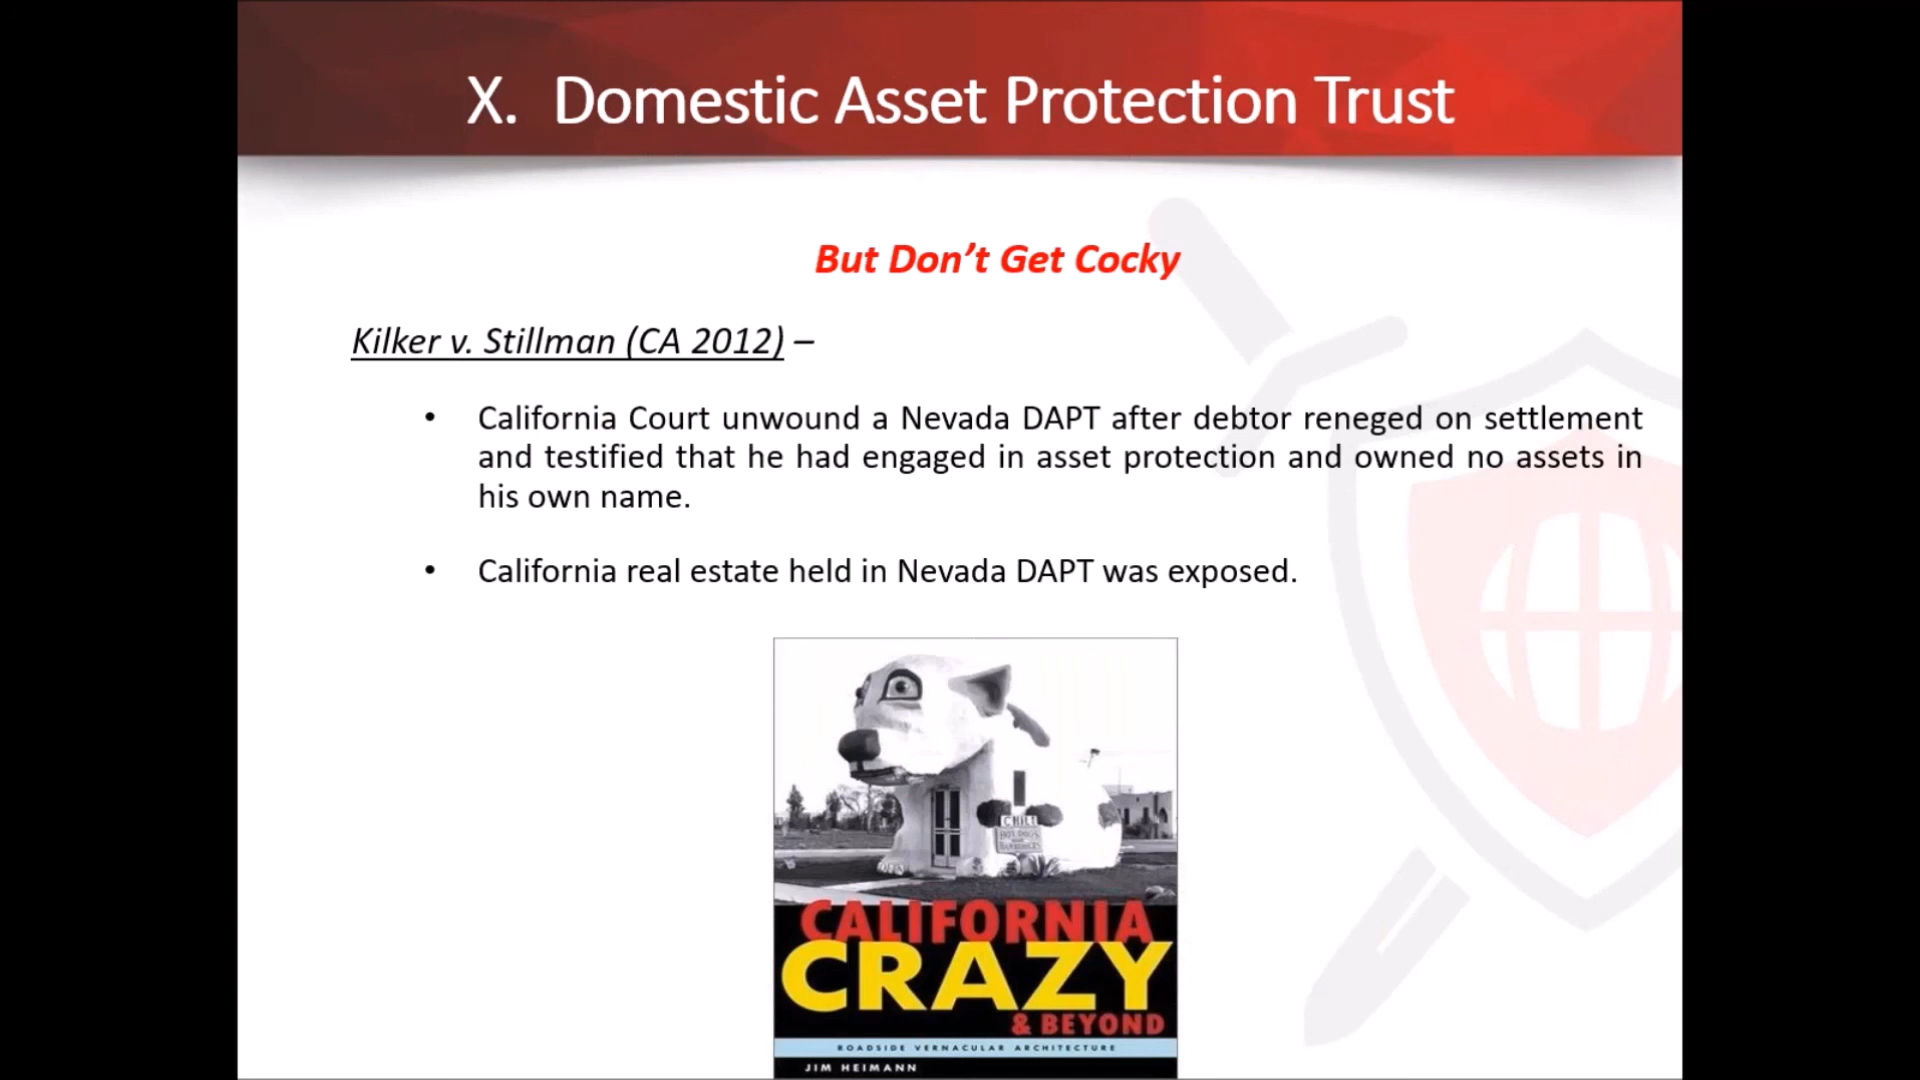 X. Domestic Asset Protection Trust
But Don't Get Cocky
Kilker v. Stillman (CA 2012) –
• California Court unwound a Nevada DAPT after debtor reneged on settlement
and testified that he had engaged in asset protection and owned no assets in
his own name.
• California real estate held in Nevada DAPT was exposed.
CHILI
HOT DOGS
HAMBURGERS
CALIFORNIA
CRAZY
& BEYOND
ROADSIDE VERNACULAR ARCHITECTURE
JIM HEIMANN